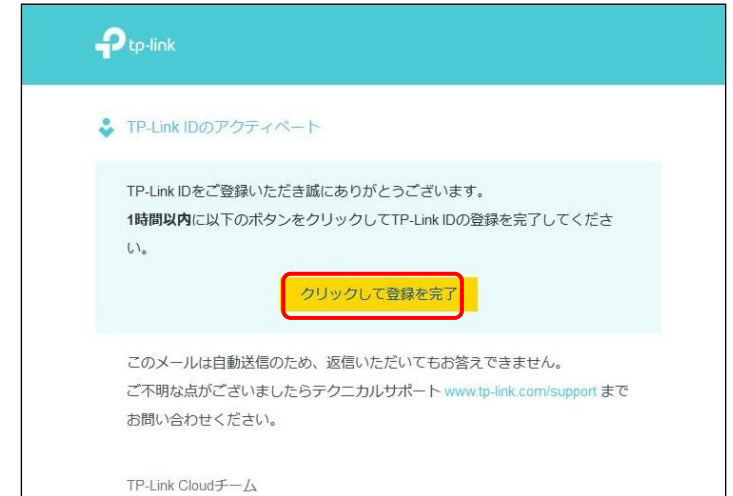 tp-link
TP-Link IDのアクティベート
TP-Link IDをご登録いただき誠にありがとうございます。
1時間以内に以下のボタンをクリックしてTP-Link IDの登録を完了してくださ
い。
クリックして登録を完了
このメールは自動送信のため、返信いただいてもお答えできません。
ご不明な点がございましたらテクニカルサポート www.tp-link.com/support まで
お問い合わせください。
TP-Link Cloudチーム